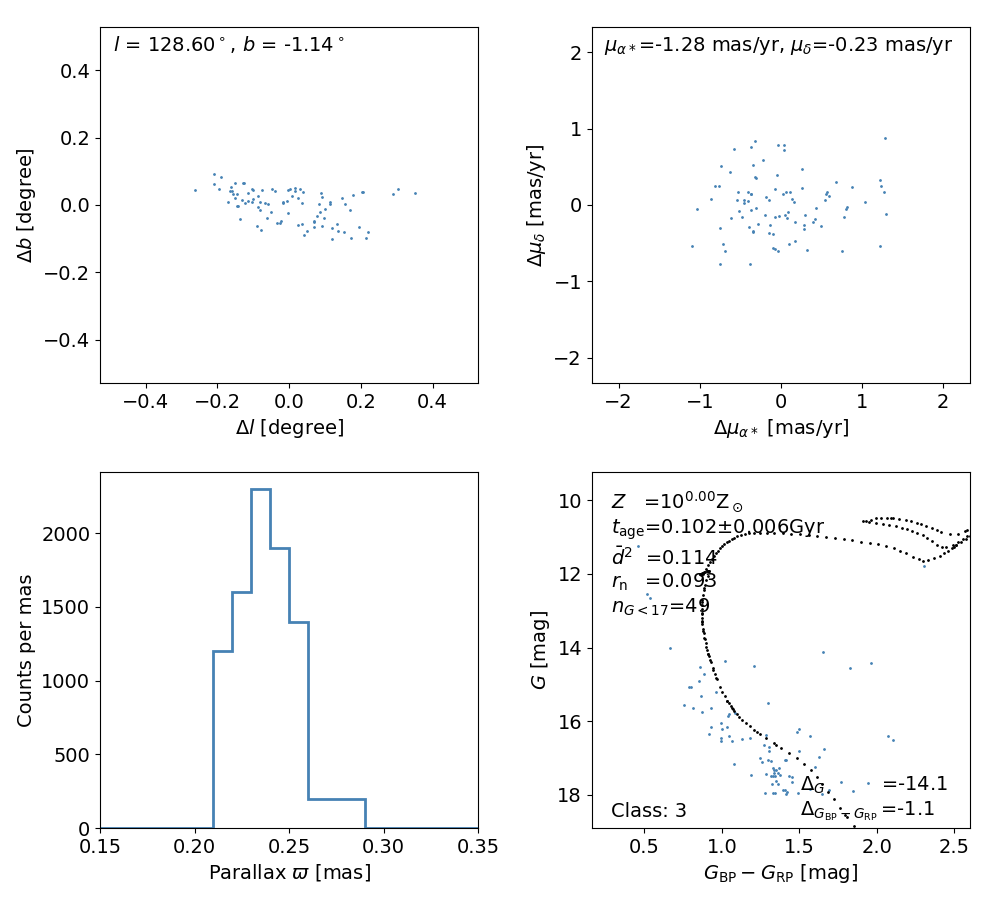 l = 128.60°, b = -1.14°
0.4
0.2
0.0
−0.2
−0.4
Δb [degree]
−0.4 −0.2 0.0 0.2 0.4
Δl [degree]
μα*=-1.28 mas/yr, μδ=-0.23 mas/yr
2
1
0
−1
−2
Δμδ [mas/yr]
−2 −1 0 1 2
Δμα* [mas/yr]
2000
1500
1000
500
0
Counts per mas
0.15 0.20 0.25 0.30 0.35
Parallax ϖ [mas]
Z =10^0.00 Z⊙
t_age=0.102±0.006Gyr
d̄² =0.114
r_n =0.093
n_G<17=49
10
12
14
16
18
G [mag]
Δ_G =-14.1
Δ_GBP−GRP=-1.1
Class: 3
0.5 1.0 1.5 2.0 2.5
G_BP − G_RP [mag]